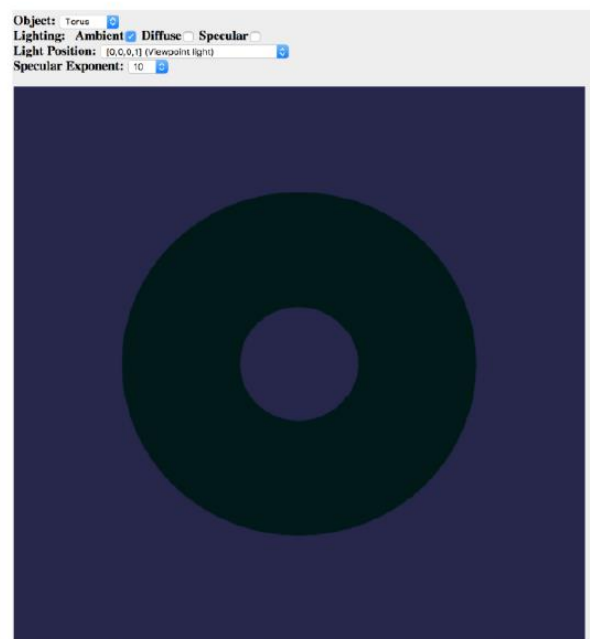 Object: Torus
Lighting: Ambient Diffuse Specular
Light Position: [0,0,0,1] (Viewpoint light)
Specular Exponent: 10